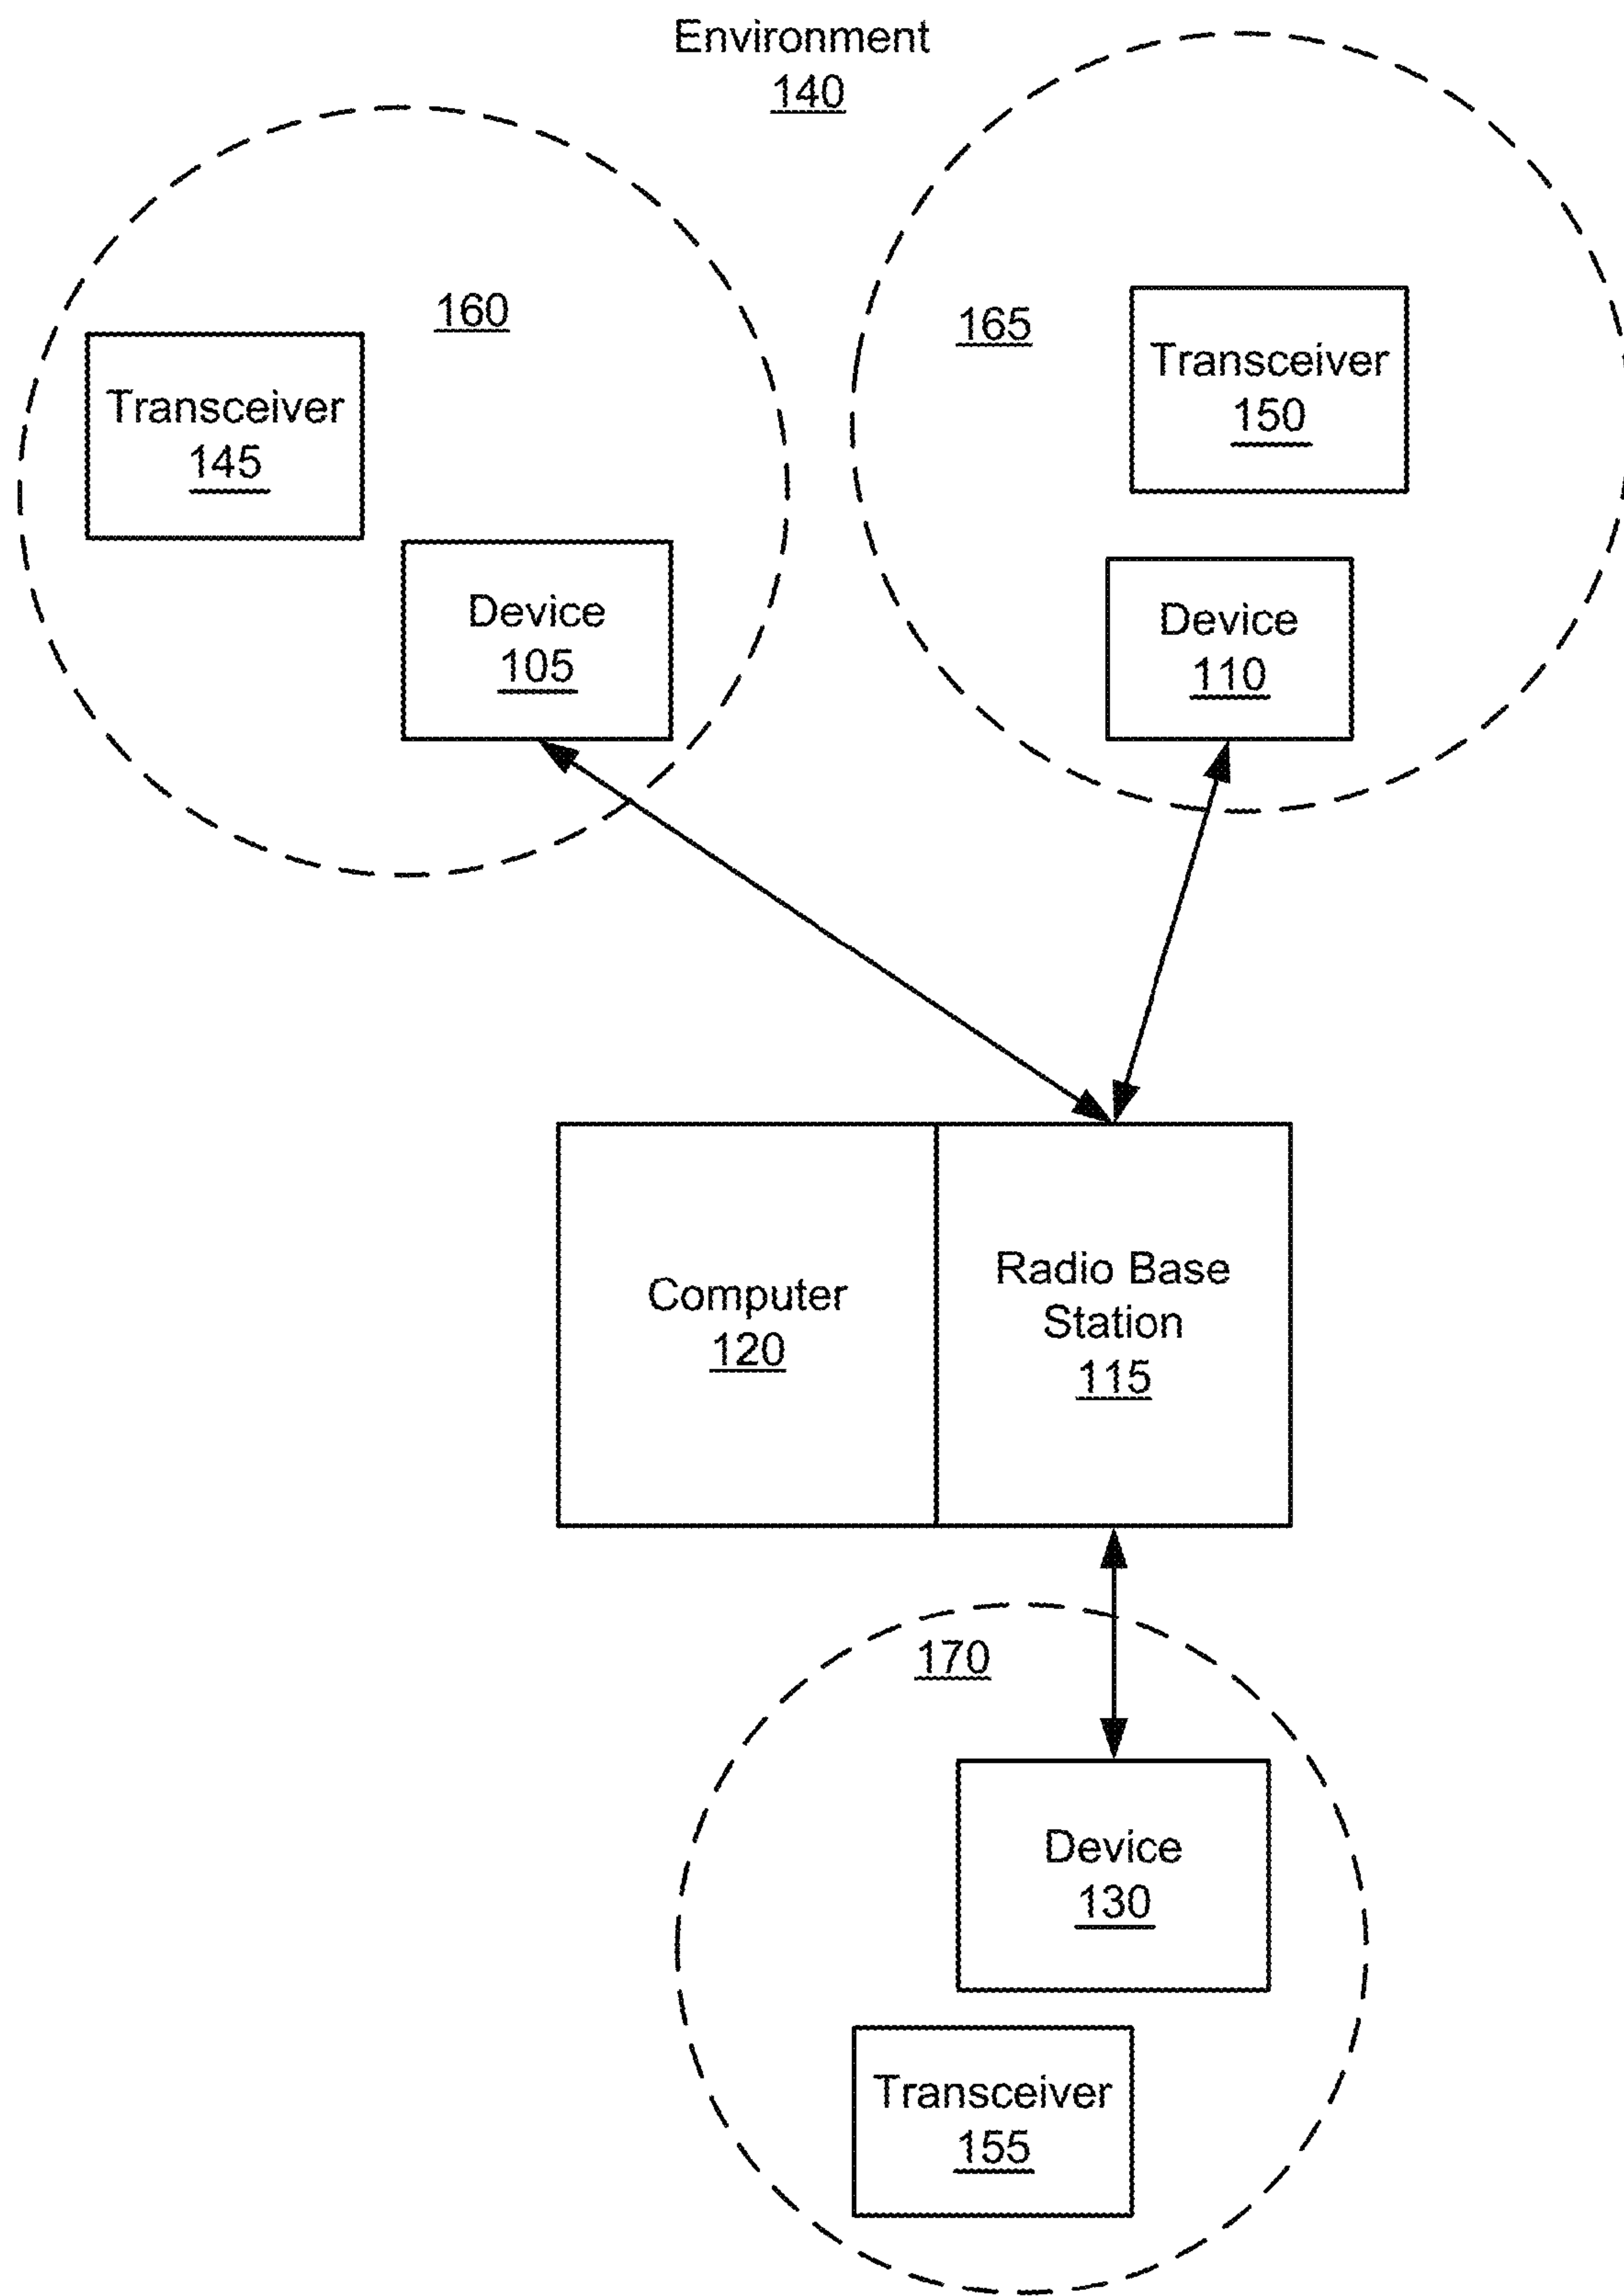 Environment
140
160
Transceiver
145
Device
105
165
Transceiver
150
Device
110
Computer
120
Radio Base
Station
115
170
Device
130
Transceiver
155